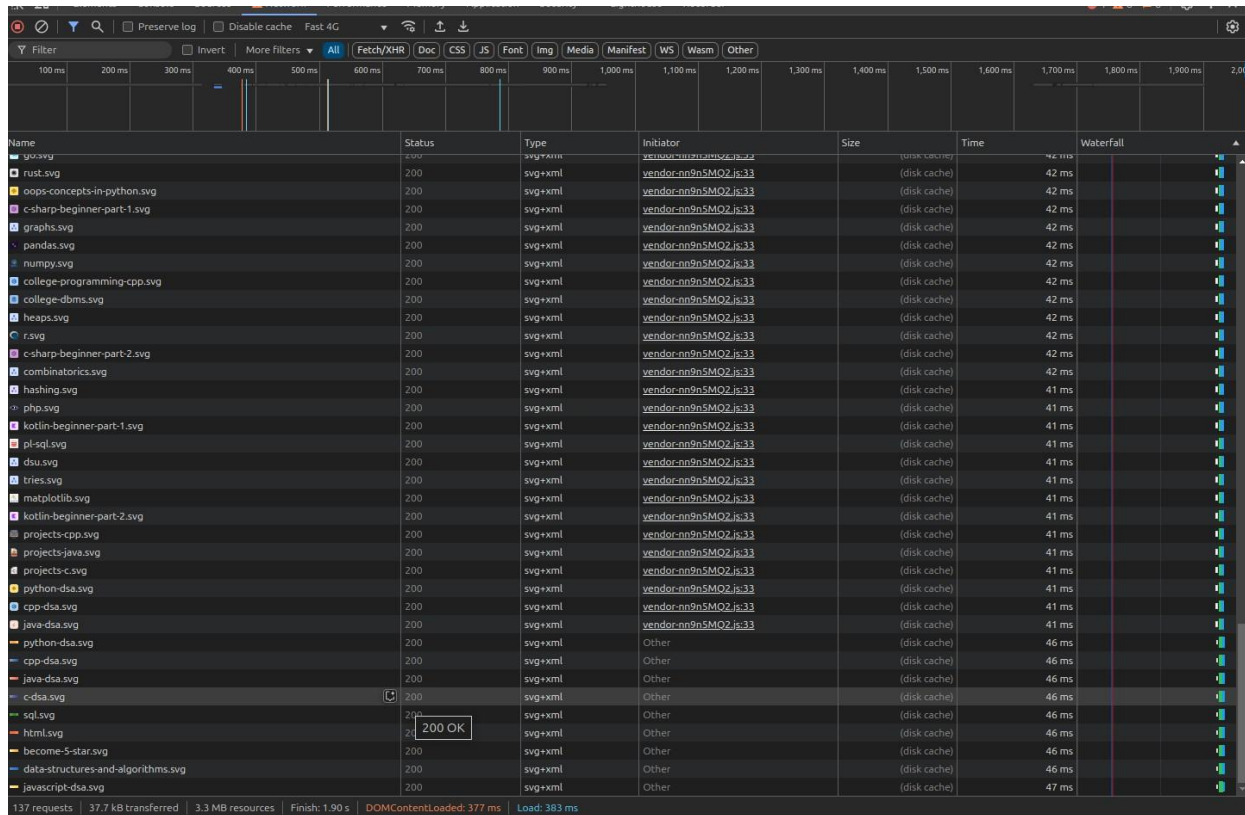 Preserve log Disable cache Fast 4G
Filter Invert More filters All Fetch/XHR Doc CSS JS Font Img Media Manifest WS Wasm Other
100 ms 200 ms 300 ms 400 ms 500 ms 600 ms 700 ms 800 ms 900 ms 1,000 ms 1,100 ms 1,200 ms 1,300 ms 1,400 ms 1,500 ms 1,600 ms 1,700 ms 1,800 ms 1,900 ms
Name Status Type Initiator Size Time Waterfall
go.svg 200 svg+xml vendor-nn9n5MQ2.js:33 (disk cache) 42 ms
rust.svg 200 svg+xml vendor-nn9n5MQ2.js:33 (disk cache) 42 ms
oops-concepts-in-python.svg 200 svg+xml vendor-nn9n5MQ2.js:33 (disk cache) 42 ms
c-sharp-beginner-part-1.svg 200 svg+xml vendor-nn9n5MQ2.js:33 (disk cache) 42 ms
graphs.svg 200 svg+xml vendor-nn9n5MQ2.js:33 (disk cache) 42 ms
pandas.svg 200 svg+xml vendor-nn9n5MQ2.js:33 (disk cache) 42 ms
numpy.svg 200 svg+xml vendor-nn9n5MQ2.js:33 (disk cache) 42 ms
college-programming-cpp.svg 200 svg+xml vendor-nn9n5MQ2.js:33 (disk cache) 42 ms
college-dbms.svg 200 svg+xml vendor-nn9n5MQ2.js:33 (disk cache) 42 ms
heaps.svg 200 svg+xml vendor-nn9n5MQ2.js:33 (disk cache) 42 ms
r.svg 200 svg+xml vendor-nn9n5MQ2.js:33 (disk cache) 42 ms
c-sharp-beginner-part-2.svg 200 svg+xml vendor-nn9n5MQ2.js:33 (disk cache) 42 ms
combinatorics.svg 200 svg+xml vendor-nn9n5MQ2.js:33 (disk cache) 42 ms
hashing.svg 200 svg+xml vendor-nn9n5MQ2.js:33 (disk cache) 41 ms
php.svg 200 svg+xml vendor-nn9n5MQ2.js:33 (disk cache) 41 ms
kotlin-beginner-part-1.svg 200 svg+xml vendor-nn9n5MQ2.js:33 (disk cache) 41 ms
pl-sql.svg 200 svg+xml vendor-nn9n5MQ2.js:33 (disk cache) 41 ms
dsu.svg 200 svg+xml vendor-nn9n5MQ2.js:33 (disk cache) 41 ms
tries.svg 200 svg+xml vendor-nn9n5MQ2.js:33 (disk cache) 41 ms
matplotlib.svg 200 svg+xml vendor-nn9n5MQ2.js:33 (disk cache) 41 ms
kotlin-beginner-part-2.svg 200 svg+xml vendor-nn9n5MQ2.js:33 (disk cache) 41 ms
projects-cpp.svg 200 svg+xml vendor-nn9n5MQ2.js:33 (disk cache) 41 ms
projects-java.svg 200 svg+xml vendor-nn9n5MQ2.js:33 (disk cache) 41 ms
projects-c.svg 200 svg+xml vendor-nn9n5MQ2.js:33 (disk cache) 41 ms
python-dsa.svg 200 svg+xml vendor-nn9n5MQ2.js:33 (disk cache) 41 ms
cpp-dsa.svg 200 svg+xml vendor-nn9n5MQ2.js:33 (disk cache) 41 ms
java-dsa.svg 200 svg+xml vendor-nn9n5MQ2.js:33 (disk cache) 41 ms
python-dsa.svg 200 svg+xml Other (disk cache) 46 ms
cpp-dsa.svg 200 svg+xml Other (disk cache) 46 ms
java-dsa.svg 200 svg+xml Other (disk cache) 46 ms
c-dsa.svg 200 svg+xml Other (disk cache) 46 ms
sql.svg 200 svg+xml Other (disk cache) 46 ms
200 OK
html.svg svg+xml Other (disk cache) 46 ms
become-5-star.svg 200 svg+xml Other (disk cache) 46 ms
data-structures-and-algorithms.svg 200 svg+xml Other (disk cache) 46 ms
javascript-dsa.svg 200 svg+xml Other (disk cache) 47 ms
137 requests 37.7 kB transferred 3.3 MB resources Finish: 1.90 s DOMContentLoaded: 377 ms Load: 383 ms